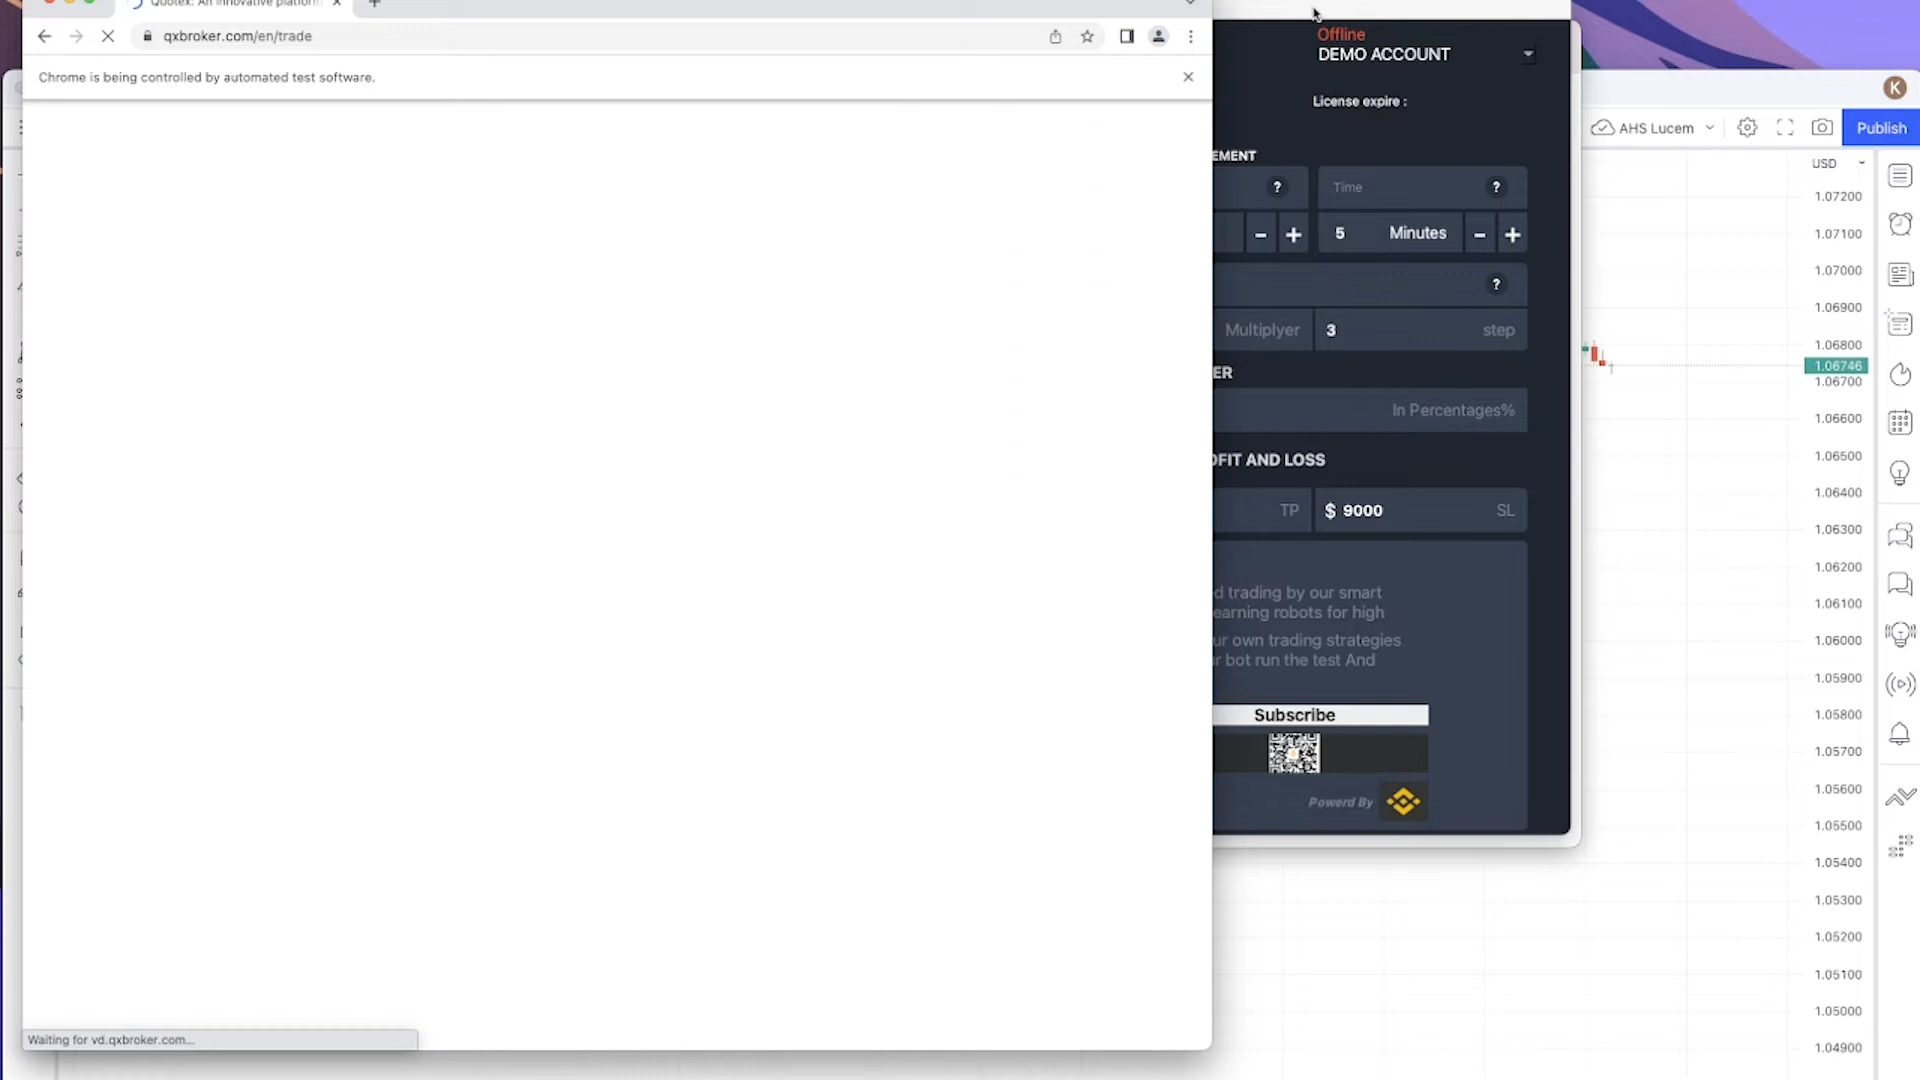 Quotex: An innovative platform
qxbroker.com/en/trade
Chrome is being controlled by automated test software.
Waiting for vd.qxbroker.com...
Offline
DEMO ACCOUNT
License expire :
EMENT
?
Time
?
-
+
5
Minutes
-
+
?
Multiplyer
3
step
ER
In Percentages%
OFIT AND LOSS
TP
$ 9000
SL
d trading by our smart
earning robots for high
ur own trading strategies
r bot run the test And
Subscribe
Powerd By
K
AHS Lucem
Publish
USD
1.07200
1.07100
1.07000
1.06900
1.06800
1.06746
1.06700
1.06600
1.06500
1.06400
1.06300
1.06200
1.06100
1.06000
1.05900
1.05800
1.05700
1.05600
1.05500
1.05400
1.05300
1.05200
1.05100
1.05000
1.04900